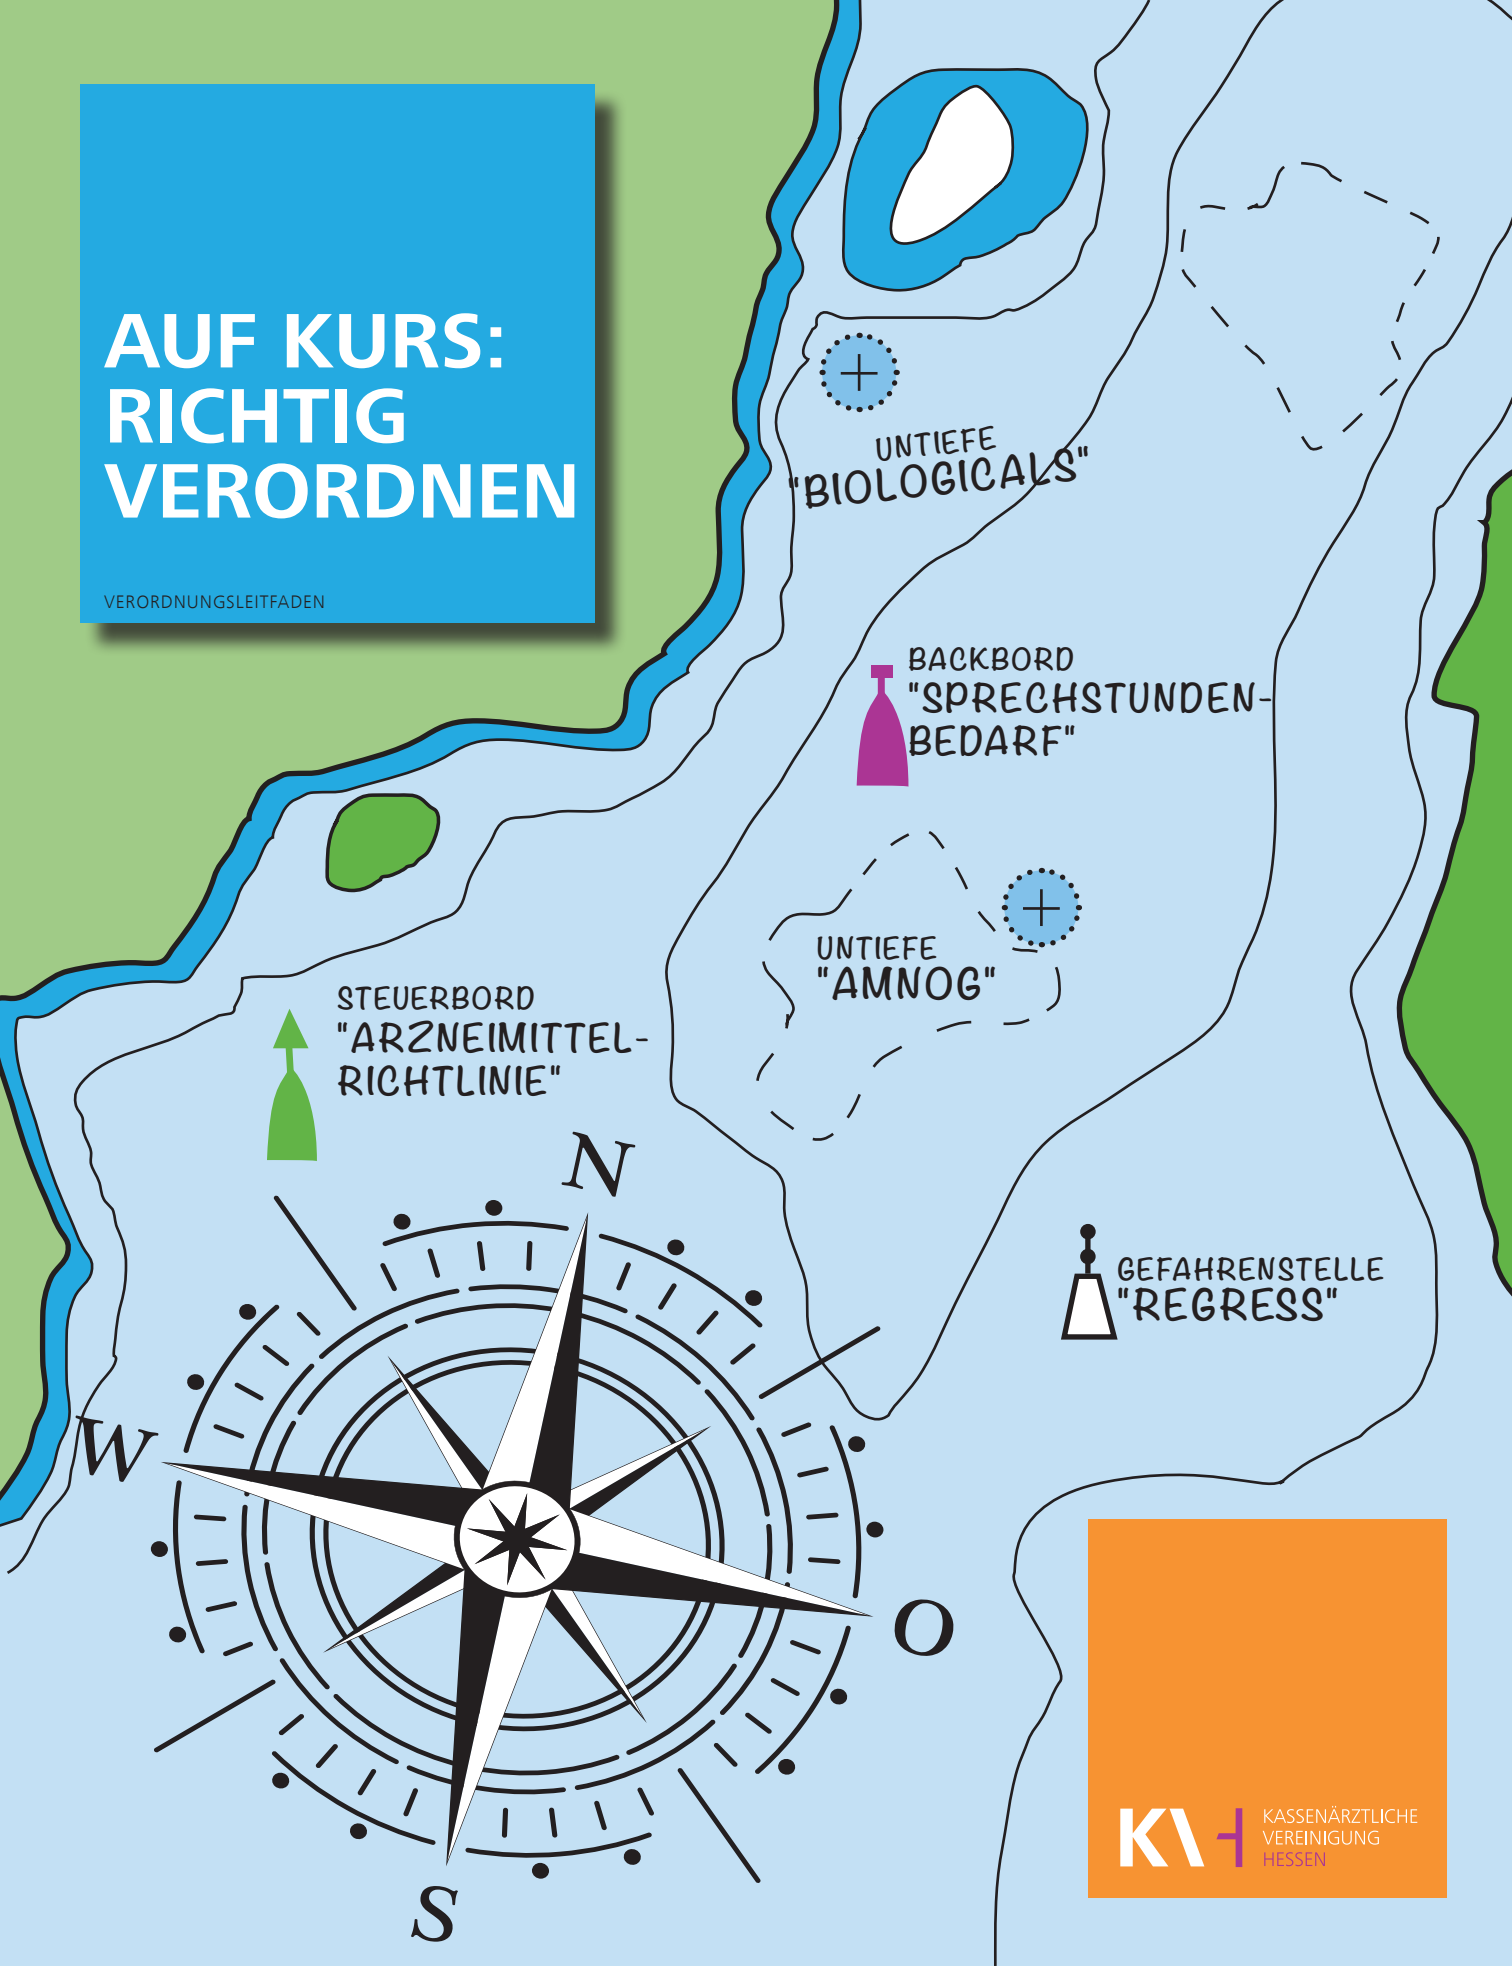 AUF KURS:
RICHTIG
VERORDNEN
VERORDNUNGSLEITFADEN
UNTIEFE
"BIOLOGICALS"
BACKBORD
"SPRECHSTUNDEN-
BEDARF"
UNTIEFE
"AMNOG"
STEUERBORD
"ARZNEIMITTEL-
RICHTLINIE"
N
GEFAHRENSTELLE
"REGRESS"
W
O
S
KVH
KASSENÄRZTLICHE
VEREINIGUNG
HESSEN